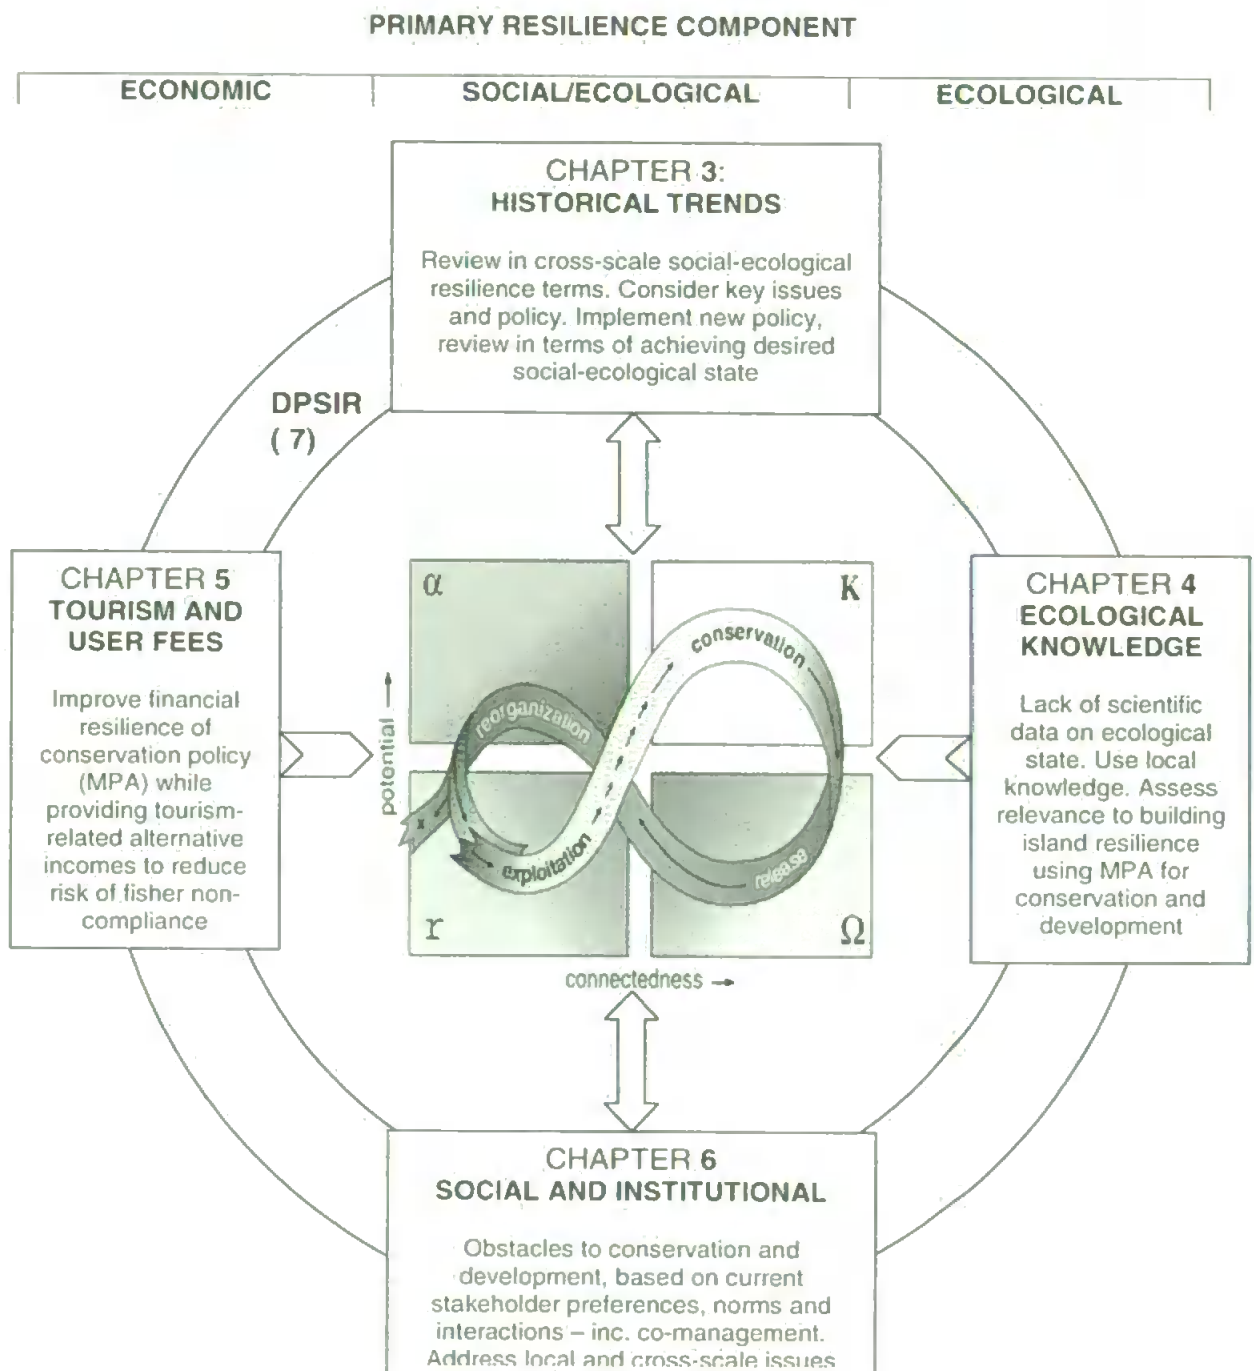 PRIMARY RESILIENCE COMPONENT
ECONOMIC
SOCIAL/ECOLOGICAL
ECOLOGICAL
CHAPTER 3:
HISTORICAL TRENDS
Review in cross-scale social-ecological
resilience terms. Consider key issues
and policy. Implement new policy,
review in terms of achieving desired
social-ecological state
DPSIR
( 7)
CHAPTER 5
TOURISM AND
USER FEES
Improve financial
resilience of
conservation policy
(MPA) while
providing tourism-
related alternative
incomes to reduce
risk of fisher non-
compliance
α
K
conservation
reorganization
potential
x
exploitation
release
r
Ω
connectedness
CHAPTER 4
ECOLOGICAL
KNOWLEDGE
Lack of scientific
data on ecological
state. Use local
knowledge. Assess
relevance to building
island resilience
using MPA for
conservation and
development
CHAPTER 6
SOCIAL AND INSTITUTIONAL
Obstacles to conservation and
development, based on current
stakeholder preferences, norms and
interactions – inc. co-management.
Address local and cross-scale issues